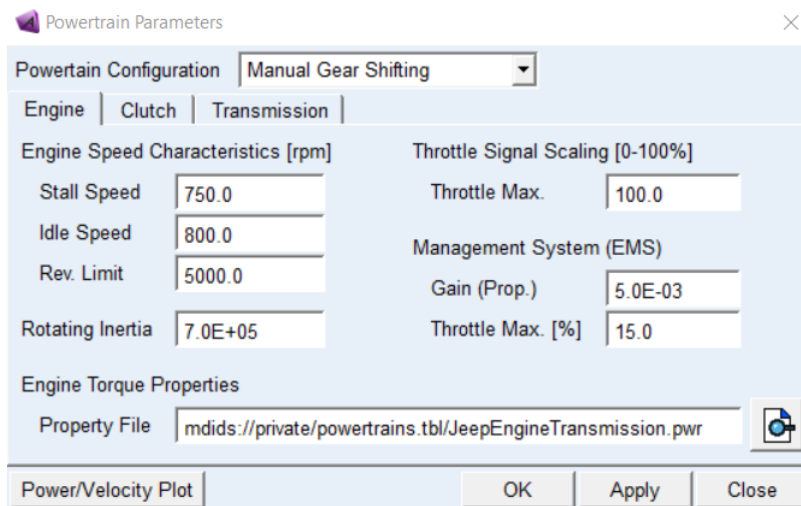 Powertrain Parameters
Powertain Configuration Manual Gear Shifting
Engine Clutch Transmission
Engine Speed Characteristics [rpm] Throttle Signal Scaling [0-100%]
Stall Speed 750.0 Throttle Max. 100.0
Idle Speed 800.0
Management System (EMS)
Rev. Limit 5000.0
Gain (Prop.) 5.0E-03
Rotating Inertia 7.0E+05 Throttle Max. [%] 15.0
Engine Torque Properties
Property File mdids://private/powertrains.tbl/JeepEngineTransmission.pwr
Power/Velocity Plot OK Apply Close